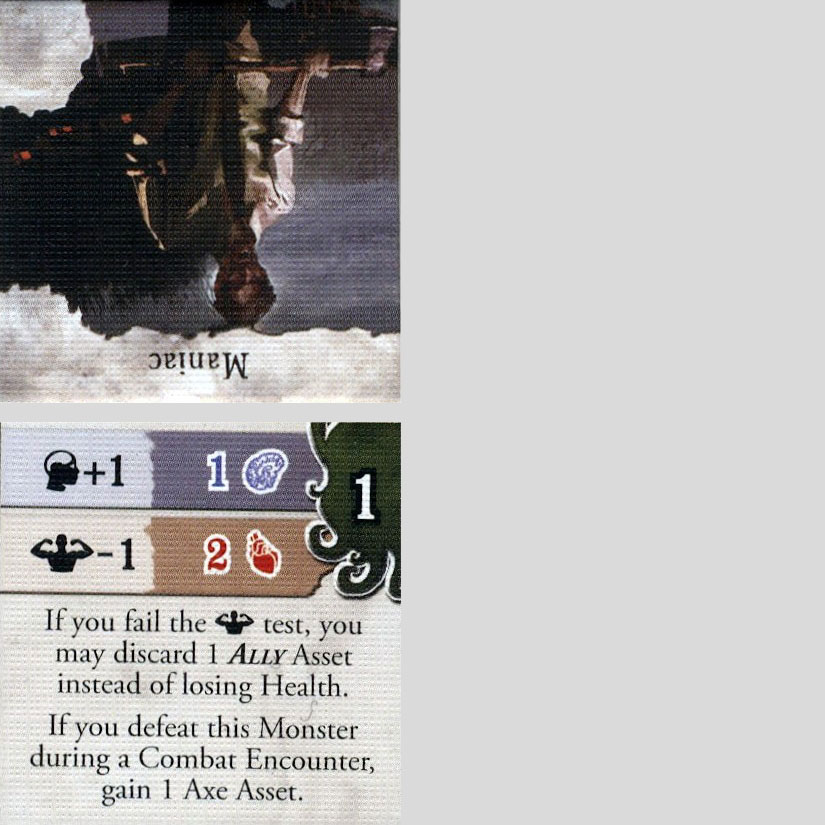 Maniac
+1 1
1
-1 2
If you fail the test, you
may discard 1 ALLY Asset
instead of losing Health.
If you defeat this Monster
during a Combat Encounter,
gain 1 Axe Asset.